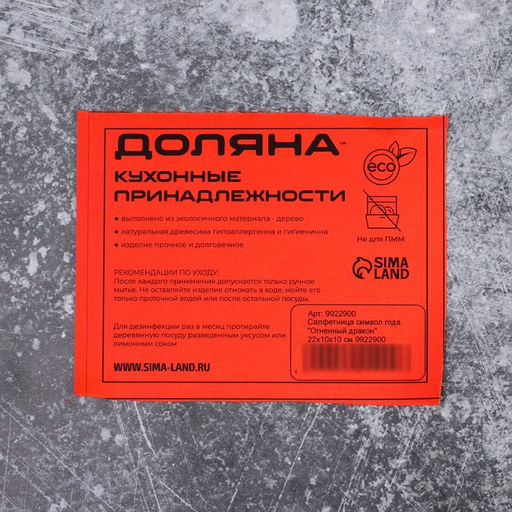 ДОЛЯНА™
КУХОННЫЕ
ПРИНАДЛЕЖНОСТИ
eco
• выполнено из экологичного материала - дерево
• натуральная древесина гипоаллергенна и гигиенична
• изделие прочное и долговечное
Не для ПММ
SIMA
LAND
РЕКОМЕНДАЦИИ ПО УХОДУ:
После каждого применения допускается только ручное
мытье. Не оставляйте изделие отмокать в воде, мойте его
только проточной водой или после остальной посуды.
Для дезинфекции раз в месяц протирайте
деревянную посуду разведенным уксусом или
лимонным соком
WWW.SIMA-LAND.RU
Арт: 9922900
Салфетница символ года
"Огненный дракон"
22х10х10 см 9922900